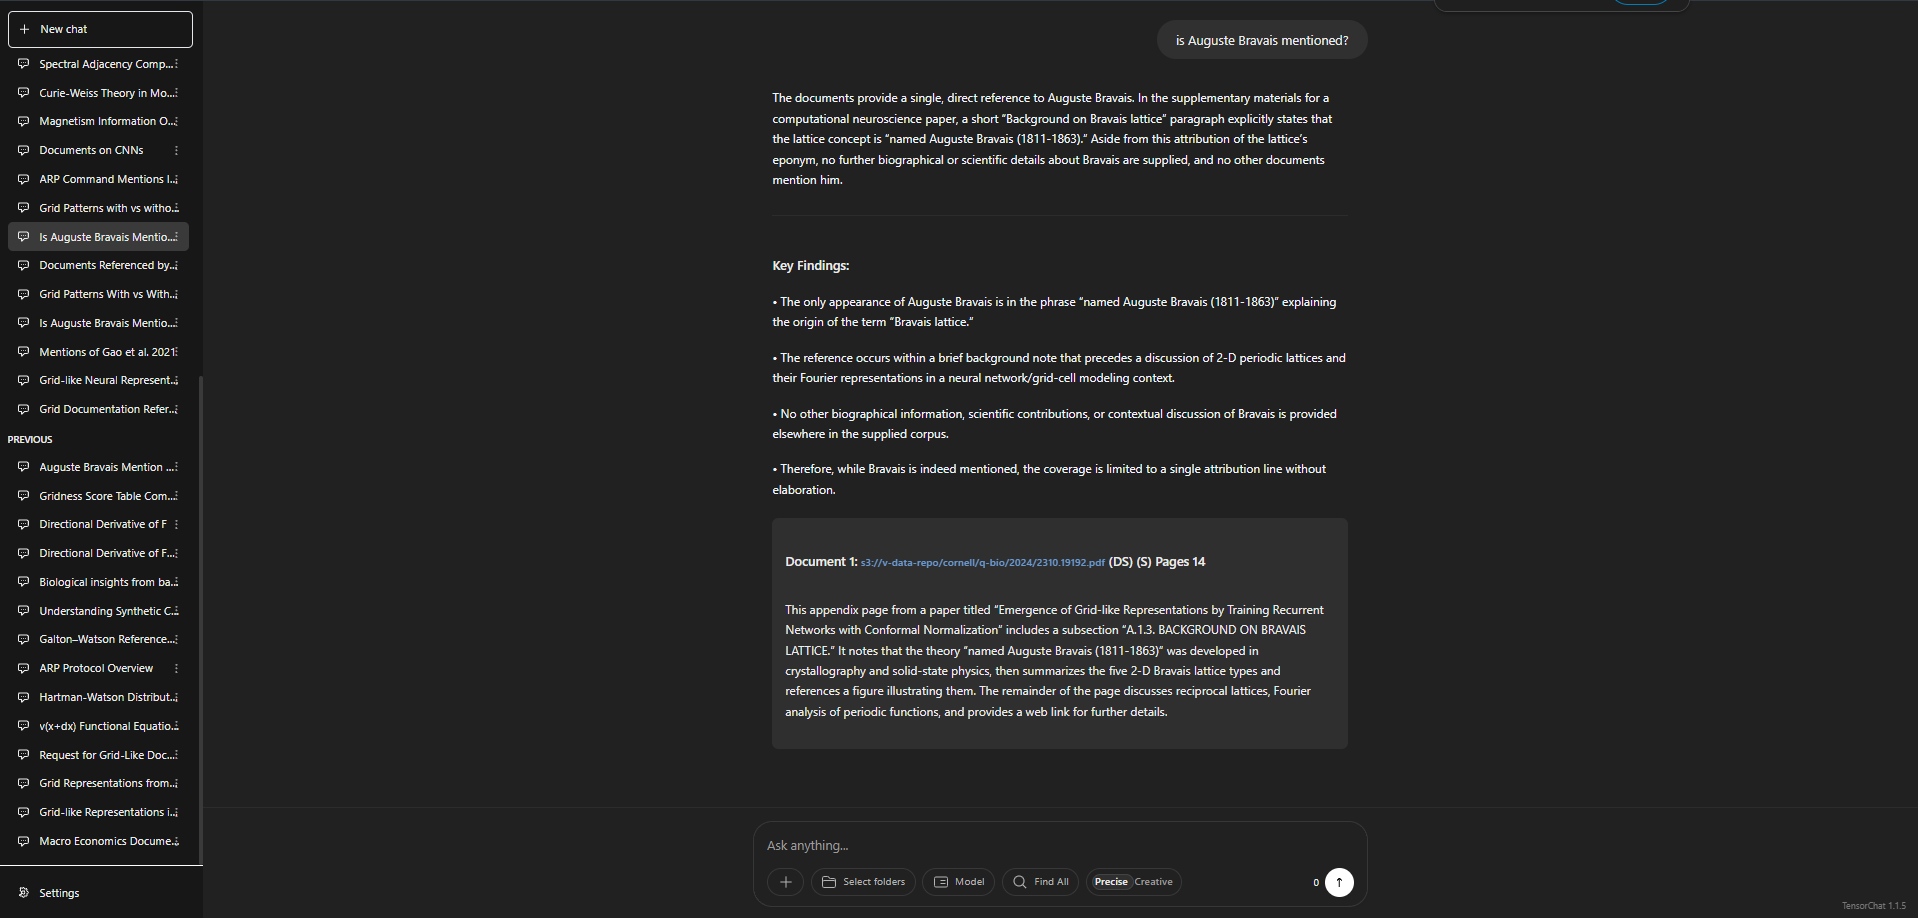 New chat
Spectral Adjacency Comp...
Curie-Weiss Theory in Mo...
Magnetism Information O...
Documents on CNNs
ARP Command Mentions I...
Grid Patterns with vs witho...
Is Auguste Bravais Mentio...
Documents Referenced by...
Grid Patterns With vs With...
Is Auguste Bravais Mentio...
Mentions of Gao et al. 2021
Grid-like Neural Represent...
Grid Documentation Refer...
PREVIOUS
Auguste Bravais Mention ...
Gridness Score Table Com...
Directional Derivative of F
Directional Derivative of F...
Biological insights from ba...
Understanding Synthetic C...
Galton–Watson Reference...
ARP Protocol Overview
Hartman-Watson Distribut...
v(x+dx) Functional Equatio...
Request for Grid-Like Doc...
Grid Representations from...
Grid-like Representations i...
Macro Economics Docume...
Settings
is Auguste Bravais mentioned?
The documents provide a single, direct reference to Auguste Bravais. In the supplementary materials for a
computational neuroscience paper, a short “Background on Bravais lattice” paragraph explicitly states that
the lattice concept is “named Auguste Bravais (1811-1863).” Aside from this attribution of the lattice’s
eponym, no further biographical or scientific details about Bravais are supplied, and no other documents
mention him.
Key Findings:
• The only appearance of Auguste Bravais is in the phrase “named Auguste Bravais (1811-1863)” explaining
the origin of the term “Bravais lattice.”
• The reference occurs within a brief background note that precedes a discussion of 2-D periodic lattices and
their Fourier representations in a neural network/grid-cell modeling context.
• No other biographical information, scientific contributions, or contextual discussion of Bravais is provided
elsewhere in the supplied corpus.
• Therefore, while Bravais is indeed mentioned, the coverage is limited to a single attribution line without
elaboration.
Document 1: s3://v-data-repo/cornell/q-bio/2024/2310.19192.pdf (DS) (S) Pages 14
This appendix page from a paper titled “Emergence of Grid-like Representations by Training Recurrent
Networks with Conformal Normalization” includes a subsection “A.1.3. BACKGROUND ON BRAVAIS
LATTICE.” It notes that the theory “named Auguste Bravais (1811-1863)” was developed in
crystallography and solid-state physics, then summarizes the five 2-D Bravais lattice types and
references a figure illustrating them. The remainder of the page discusses reciprocal lattices, Fourier
analysis of periodic functions, and provides a web link for further details.
Ask anything...
Select folders
Model
Find All
Precise Creative
0
TensorChat 1.1.5